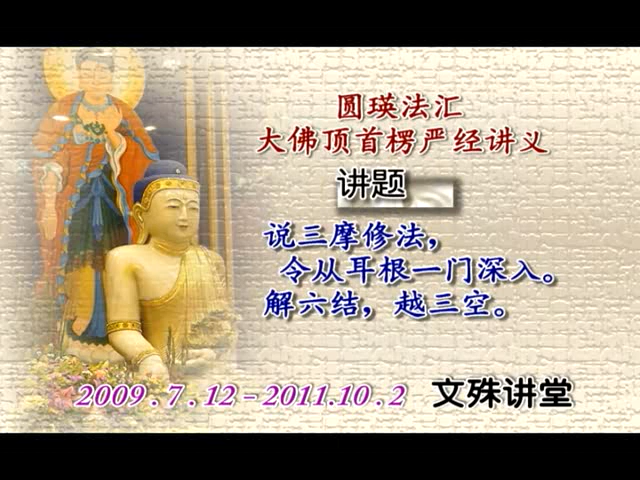 圆瑛法汇
大佛顶首楞严经讲义
讲题
说三摩修法，
令从耳根一门深入。
解六结，越三空。
2009.7.12-2011.10.2 文殊讲堂